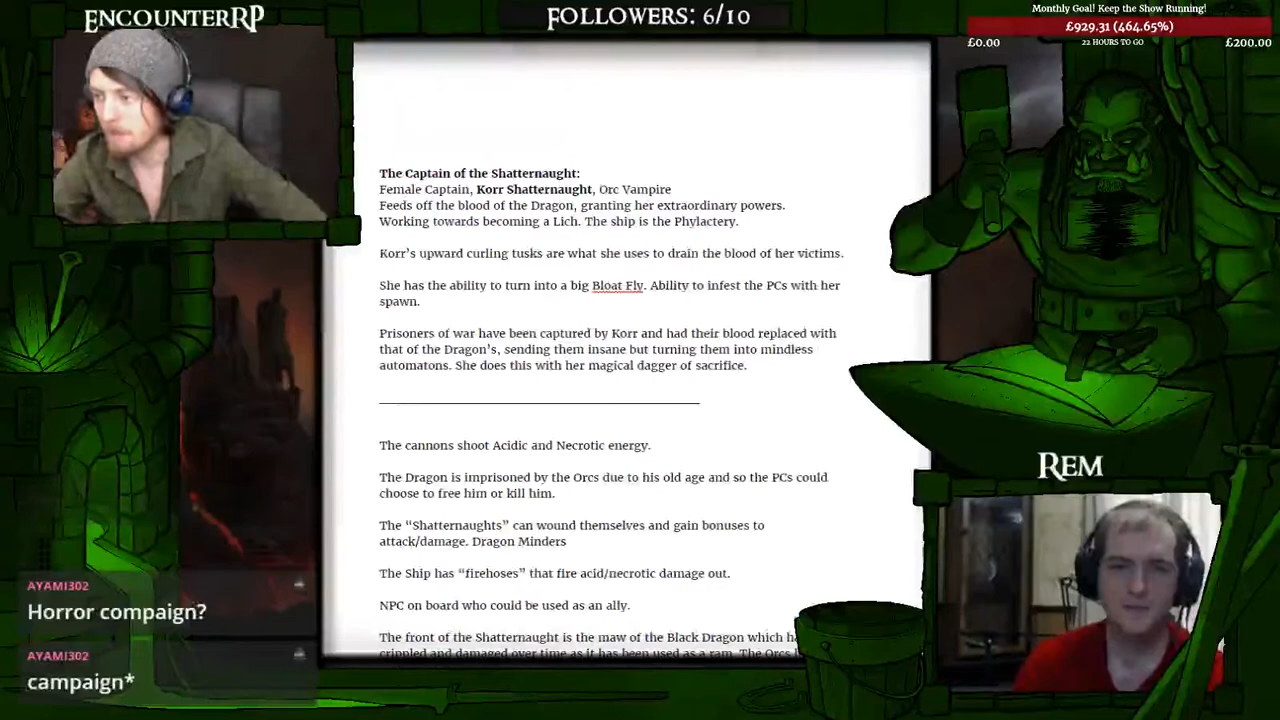 EncounterRP
Followers: 6/10
Monthly Goal! Keep the Show Running!
£929.31 (464.65%)
£0.00
22 HOURS TO GO
£200.00
The Captain of the Shatternaught:
Female Captain, Korr Shatternaught, Orc Vampire
Feeds off the blood of the Dragon, granting her extraordinary powers.
Working towards becoming a Lich. The ship is the Phylactery.
Korr's upward curling tusks are what she uses to drain the blood of her victims.
She has the ability to turn into a big Bloat Fly. Ability to infest the PCs with her
spawn.
Prisoners of war have been captured by Korr and had their blood replaced with
that of the Dragon's, sending them insane but turning them into mindless
automatons. She does this with her magical dagger of sacrifice.
The cannons shoot Acidic and Necrotic energy.
The Dragon is imprisoned by the Orcs due to his old age and so the PCs could
choose to free him or kill him.
The “Shatternaughts” can wound themselves and gain bonuses to
attack/damage. Dragon Minders
The Ship has “firehoses” that fire acid/necrotic damage out.
NPC on board who could be used as an ally.
The front of the Shatternaught is the maw of the Black Dragon which
crippled and damaged over time as it has been used as a ram. The Orcs
Rem
AYAMI302
Horror compaign?
AYAMI302
campaign*